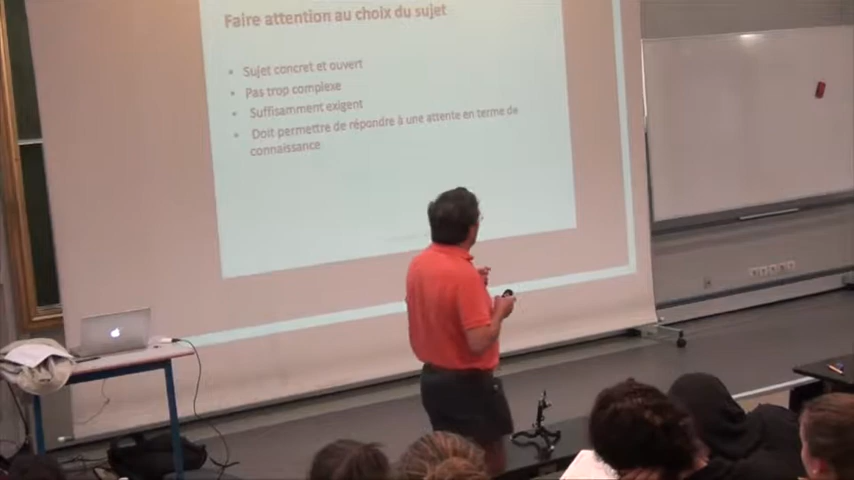 Faire attention au choix du sujet
• Sujet concret et ouvert
• Pas trop complexe
• Suffisamment exigent
• Doit permettre de répondre à une attente en terme de
connaissance